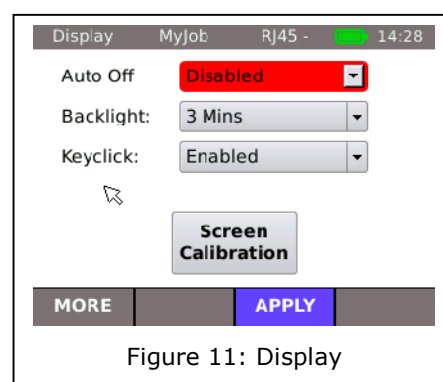 Display MyJob RJ45 - 14:28
Auto Off Disabled
Backlight: 3 Mins
Keyclick: Enabled
Screen
Calibration
MORE APPLY
Figure 11: Display